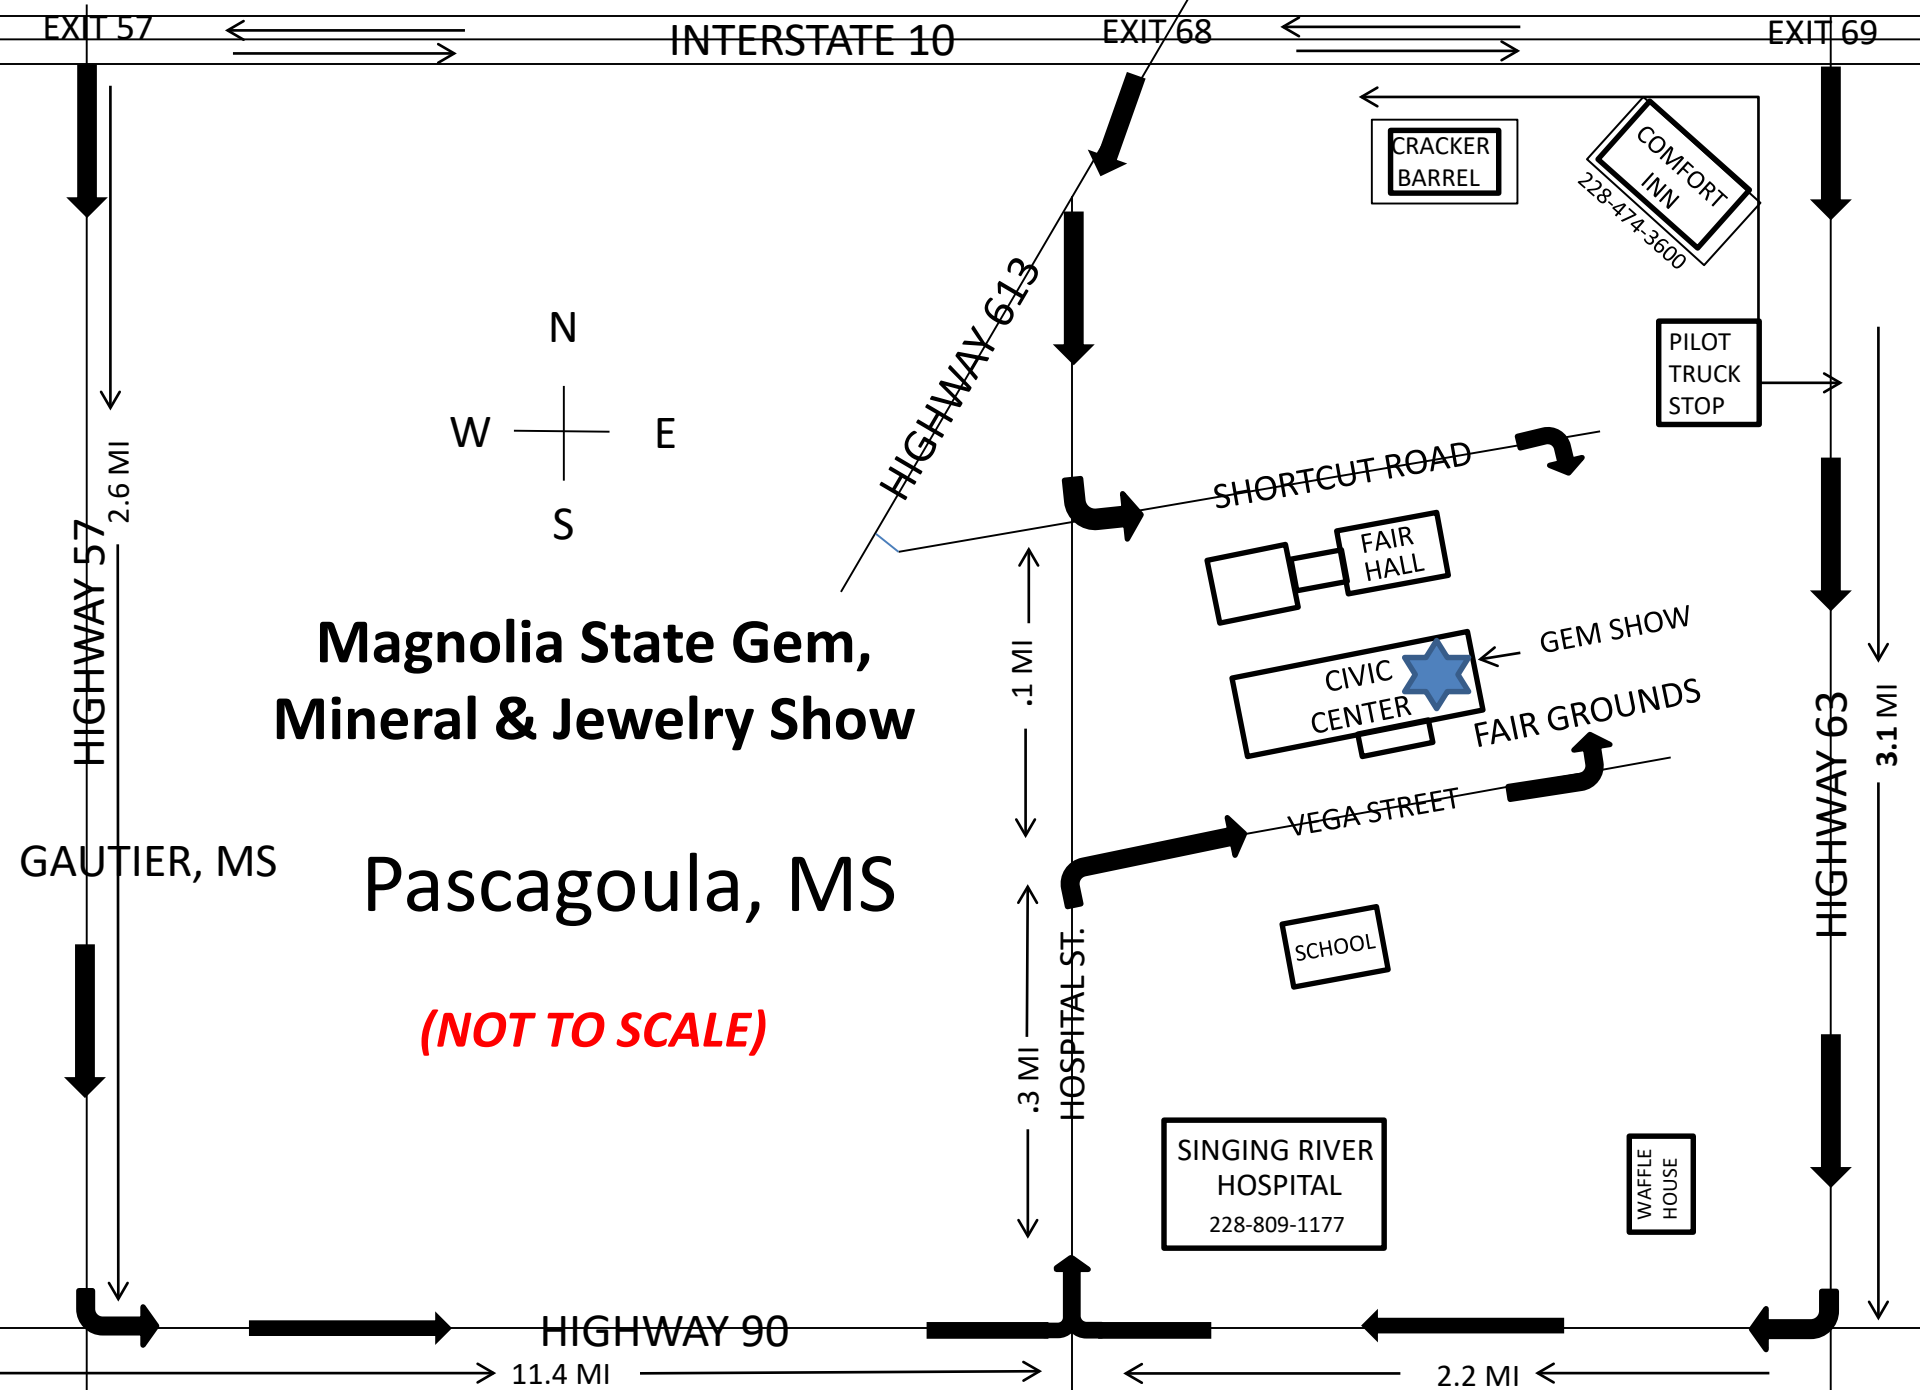 EXIT 57
INTERSTATE 10
EXIT 68
EXIT 69
CRACKER
BARREL
COMFORT
INN
228-474-3600
HIGHWAY 613
N
W
E
S
PILOT
TRUCK
STOP
2.6 MI
HIGHWAY 57
SHORTCUT ROAD
FAIR
HALL
Magnolia State Gem,
Mineral & Jewelry Show
.1 MI
CIVIC
CENTER
GEM SHOW
FAIR GROUNDS
HIGHWAY 63
3.1 MI
VEGA STREET
GAUTIER, MS
Pascagoula, MS
SCHOOL
(NOT TO SCALE)
.3 MI
HOSPITAL ST.
SINGING RIVER
HOSPITAL
228-809-1177
WAFFLE
HOUSE
HIGHWAY 90
11.4 MI
2.2 MI